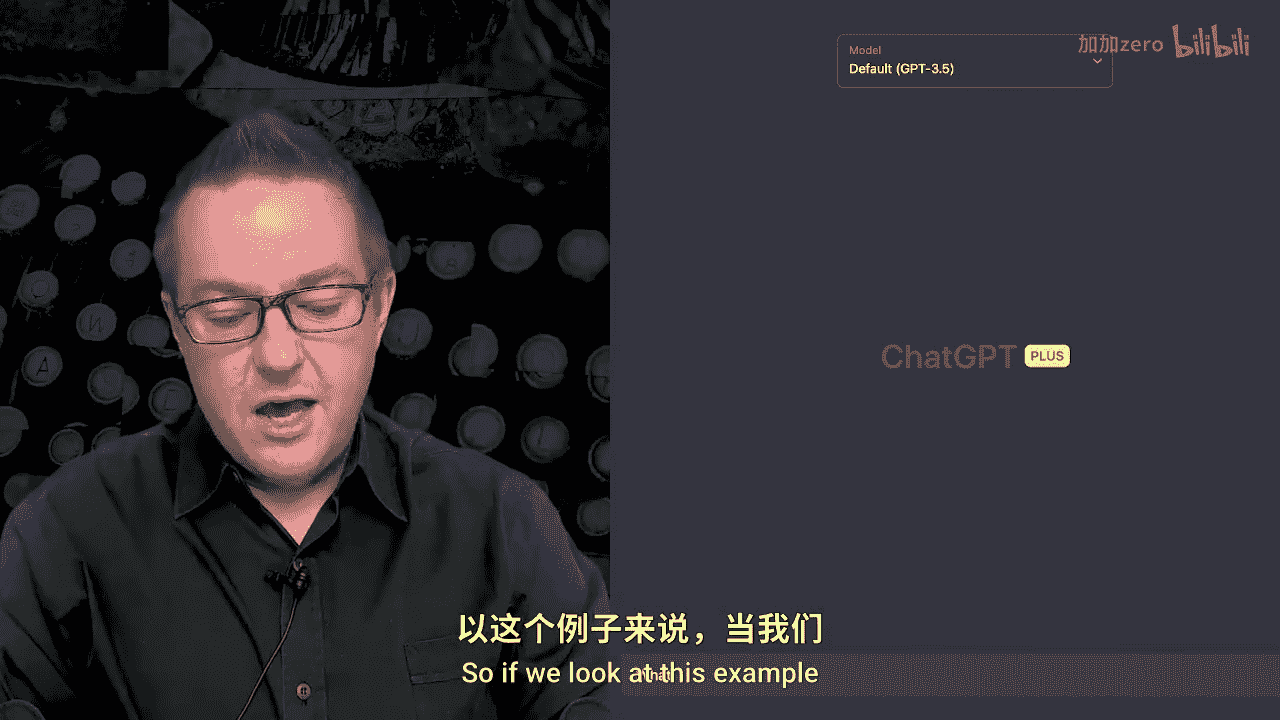 加加zero bilibili
Model
Default (GPT-3.5)
ChatGPT PLUS
以这个例子来说，当我们
So if we look at this example
What